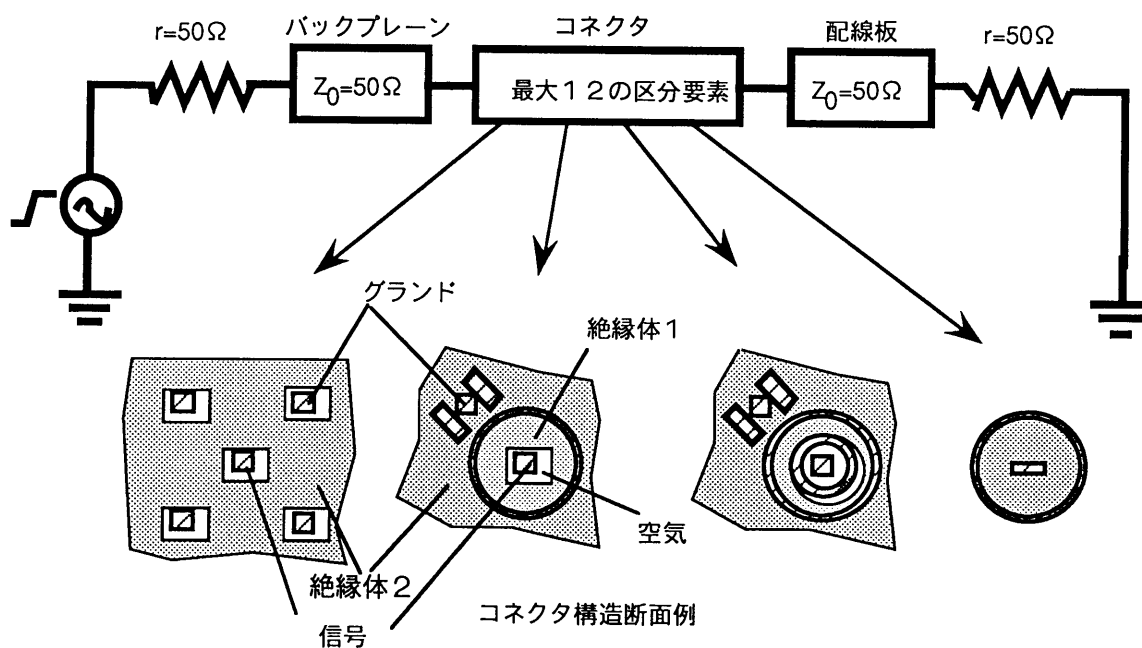 r=50Ω
バックプレーン
コネクタ
配線板
r=50Ω
Z0=50Ω
最大１２の区分要素
Z0=50Ω
グランド
絶縁体１
空気
絶縁体２
信号
コネクタ構造断面例